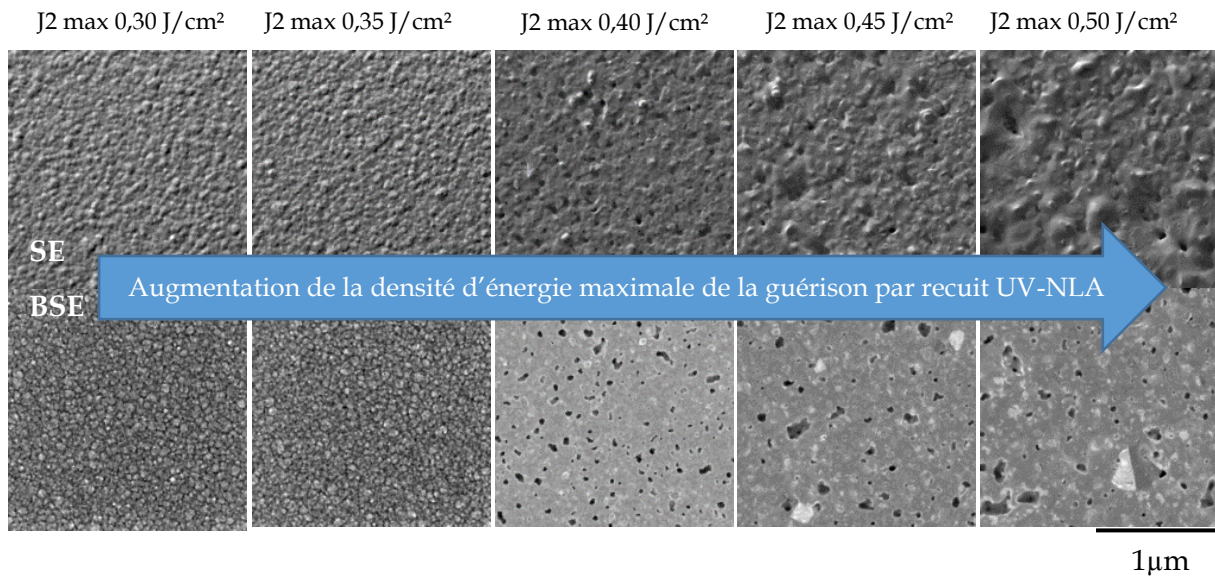 J2 max 0,30 J/cm²
J2 max 0,35 J/cm²
J2 max 0,40 J/cm²
J2 max 0,45 J/cm²
J2 max 0,50 J/cm²
SE
Augmentation de la densité d’énergie maximale de la guérison par recuit UV-NLA
BSE
1µm